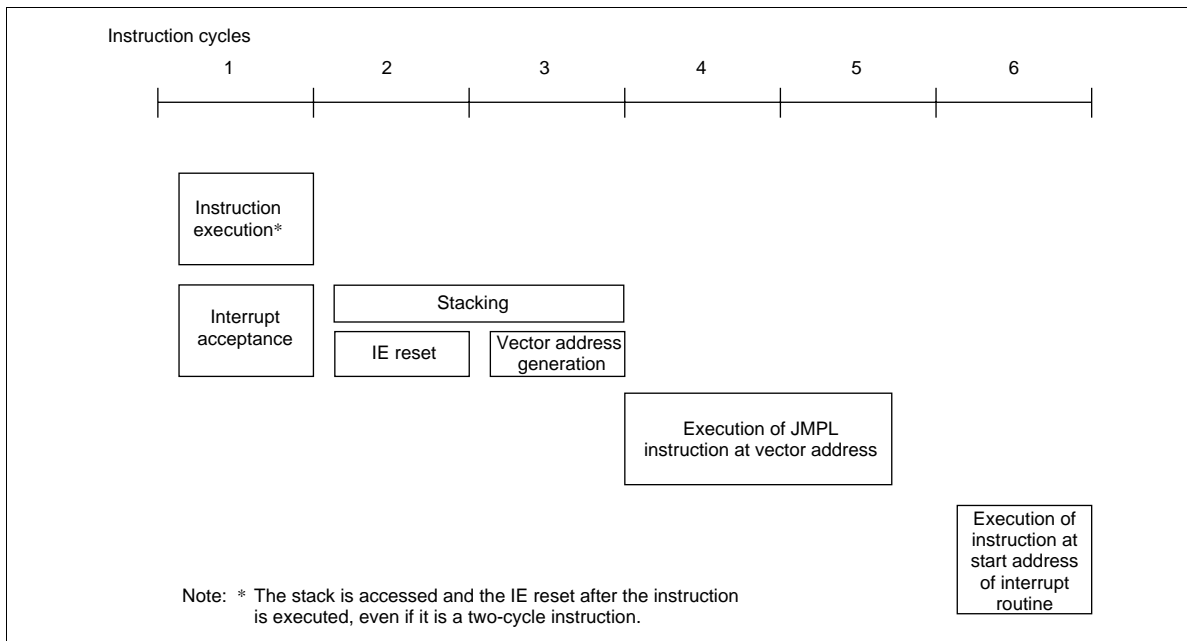 Instruction cycles
1 2 3 4 5 6
Instruction
execution*
Interrupt
acceptance
Stacking
IE reset
Vector address
generation
Execution of JMPL
instruction at vector address
Execution of
instruction at
start address
of interrupt
routine
Note: * The stack is accessed and the IE reset after the instruction
is executed, even if it is a two-cycle instruction.